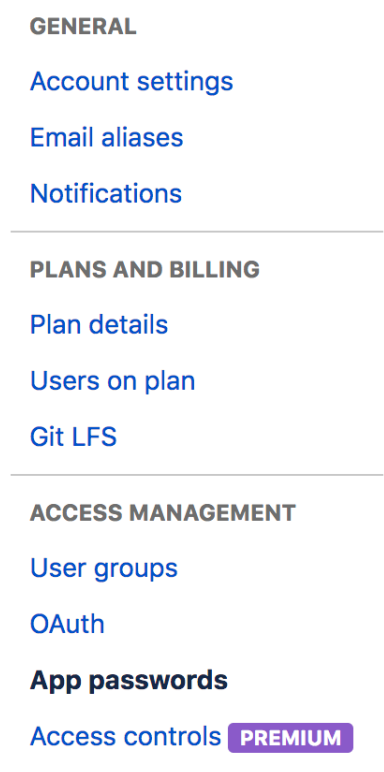 GENERAL
Account settings
Email aliases
Notifications
PLANS AND BILLING
Plan details
Users on plan
Git LFS
ACCESS MANAGEMENT
User groups
OAuth
App passwords
Access controls PREMIUM